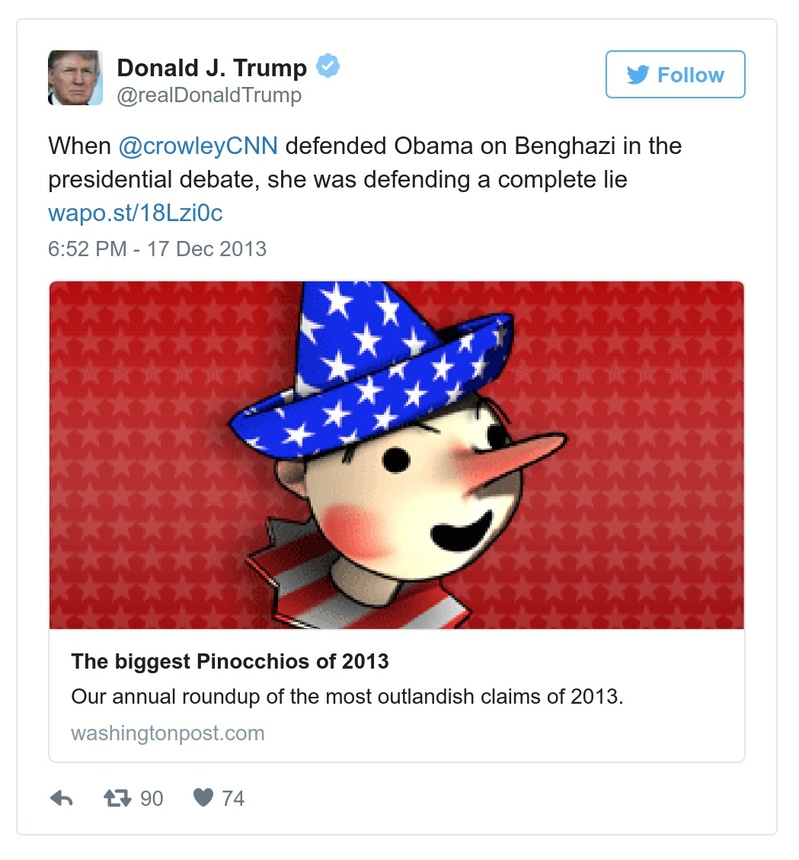 Donald J. Trump
@realDonaldTrump
Follow
When @crowleyCNN defended Obama on Benghazi in the
presidential debate, she was defending a complete lie
wapo.st/18Lzi0c
6:52 PM - 17 Dec 2013
The biggest Pinocchios of 2013
Our annual roundup of the most outlandish claims of 2013.
washingtonpost.com
90
74